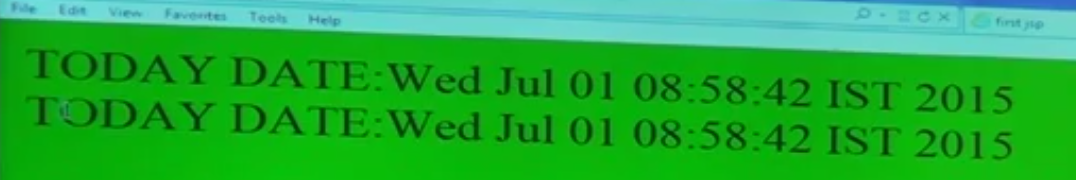 File Edit View Favorites Tools Help first jsp
TODAY DATE:Wed Jul 01 08:58:42 IST 2015
TODAY DATE:Wed Jul 01 08:58:42 IST 2015